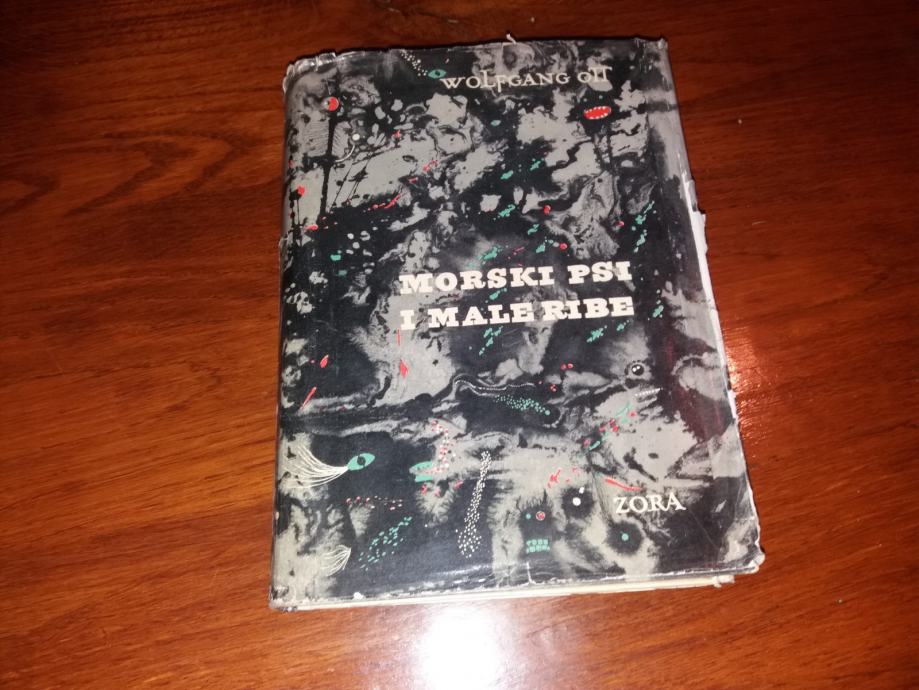 WOLFGANG OTT
MORSKI PSI
I MALE RIBE
ZORA